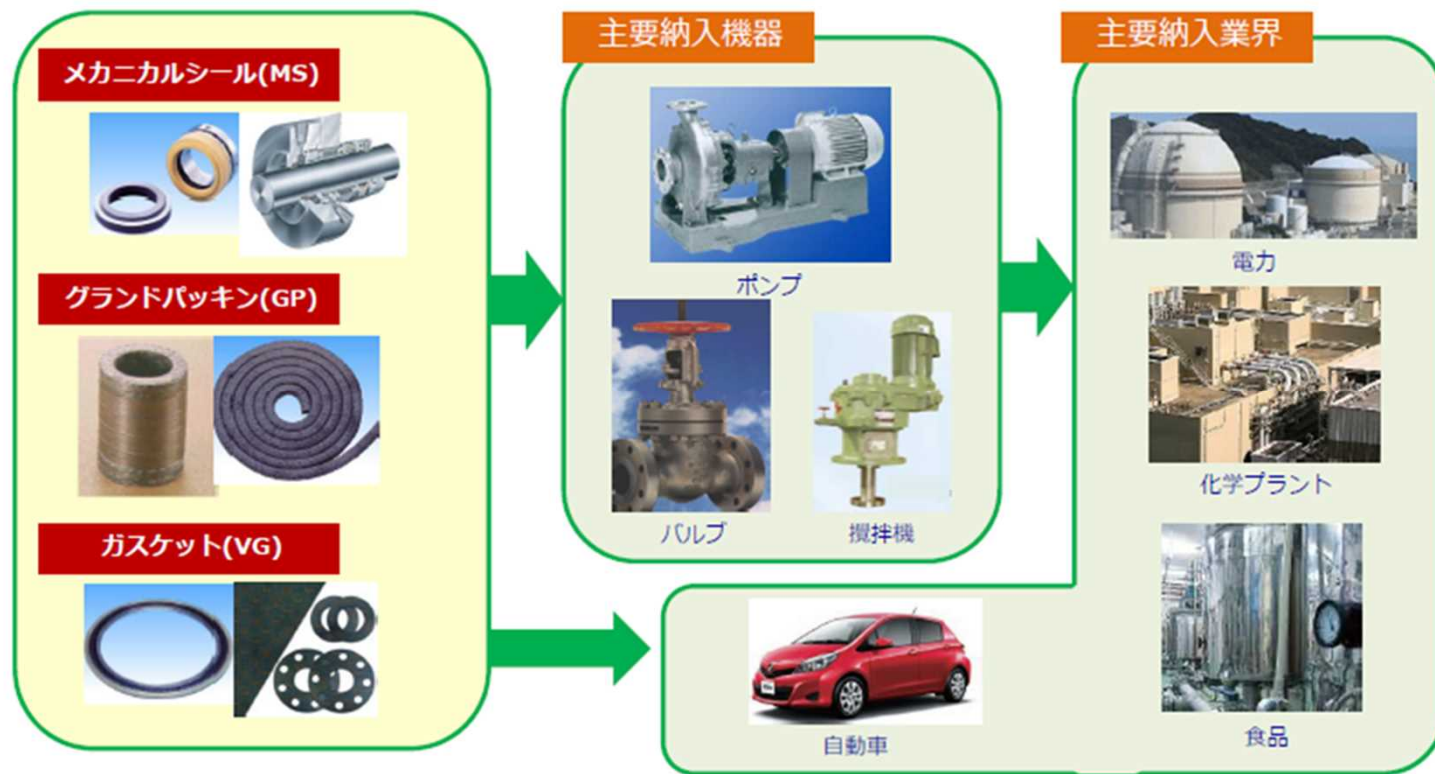 メカニカルシール(MS)
グランドパッキン(GP)
ガスケット(VG)
主要納入機器
ポンプ
バルブ
攪拌機
主要納入業界
電力
化学プラント
食品
自動車